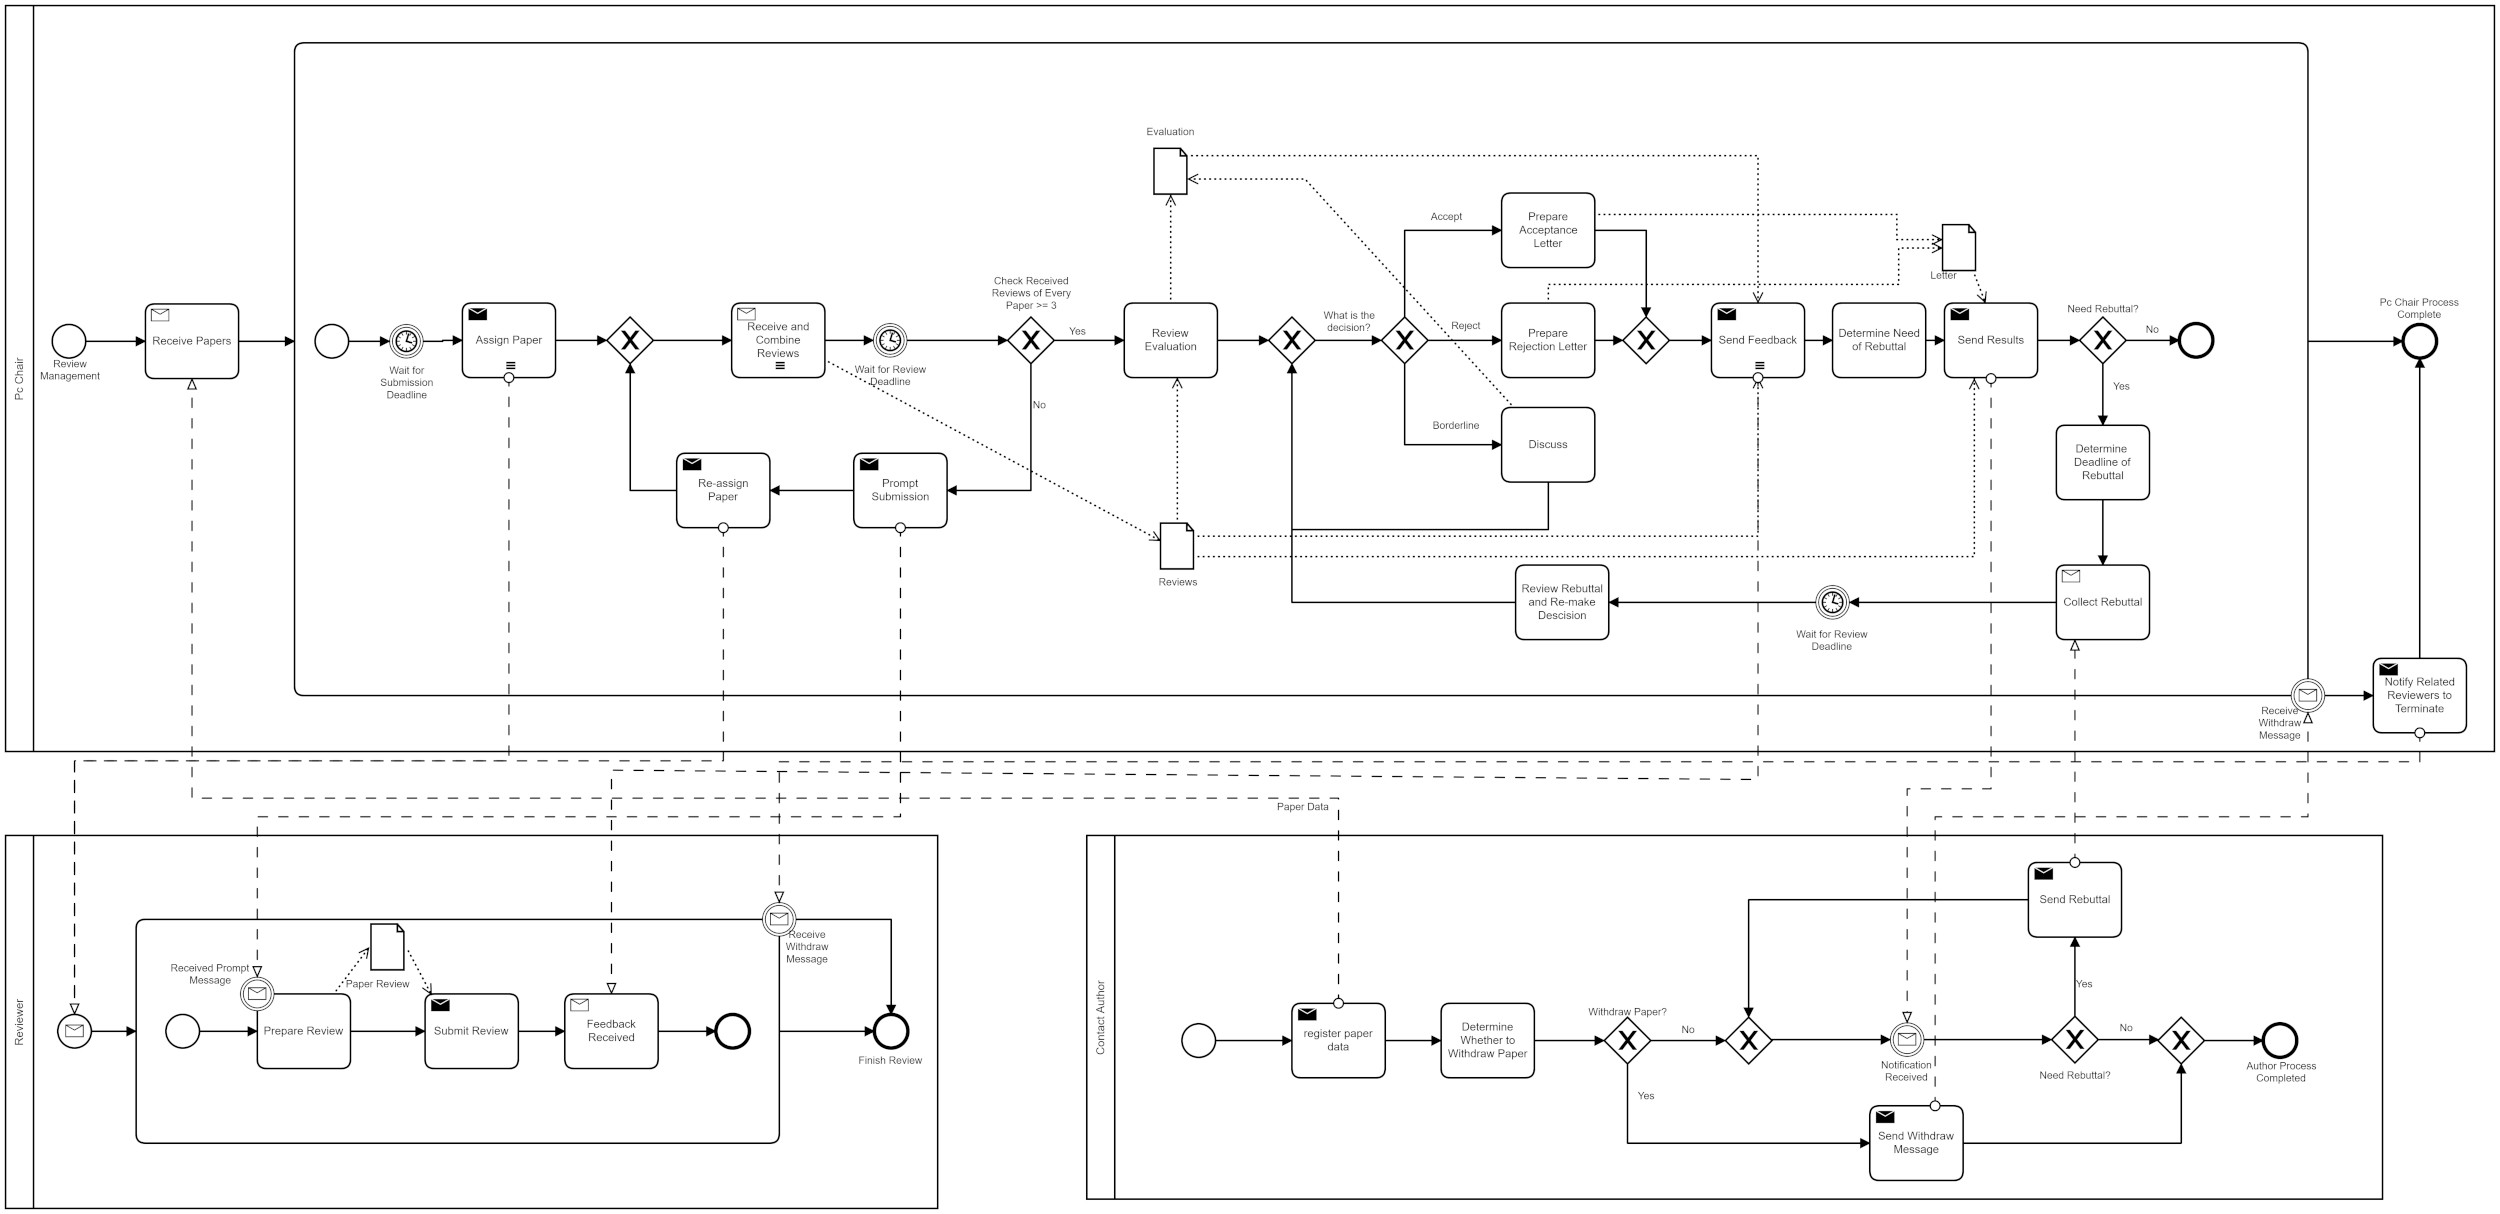 Pc Chair
Review
Management
Receive Papers
Wait for
Submission
Deadline
Assign Paper
Receive and
Combine
Reviews
Wait for Review
Deadline
Check Received
Reviews of Every
Paper >= 3
Yes
No
Re-assign
Paper
Prompt
Submission
Evaluation
Review
Evaluation
Reviews
What is the
decision?
Accept
Reject
Borderline
Prepare
Acceptance
Letter
Prepare
Rejection Letter
Discuss
Send Feedback
Determine Need
of Rebuttal
Letter
Send Results
Need Rebuttal?
No
Yes
Determine
Deadline of
Rebuttal
Collect Rebuttal
Wait for Review
Deadline
Review Rebuttal
and Re-make
Descision
Pc Chair Process
Complete
Receive
Withdraw
Message
Notify Related
Reviewers to
Terminate
Paper Data
Reviewer
Received Prompt
Message
Prepare Review
Paper Review
Submit Review
Feedback
Received
Receive
Withdraw
Message
Finish Review
Contact Author
register paper
data
Determine
Whether to
Withdraw Paper
Withdraw Paper?
No
Yes
Notification
Received
Send Withdraw
Message
Send Rebuttal
Yes
Need Rebuttal?
No
Author Process
Completed